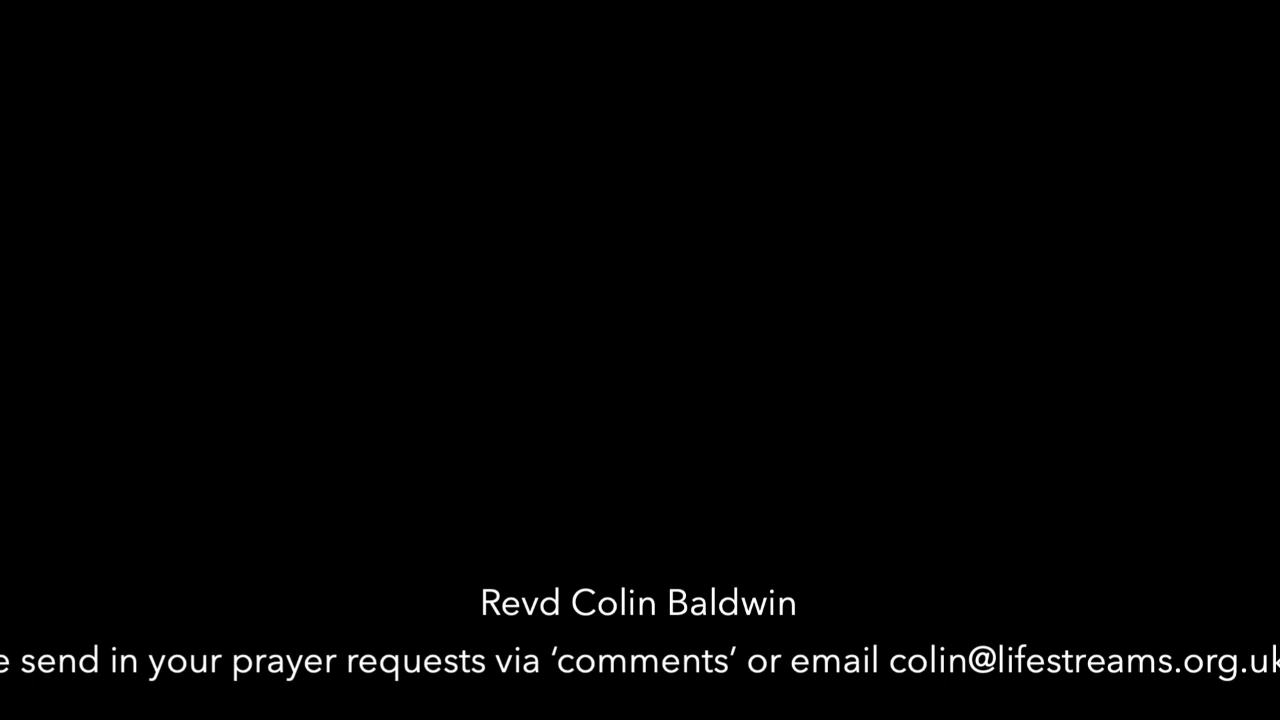 Revd Colin Baldwin
e send in your prayer requests via ‘comments’ or email colin@lifestreams.org.uk